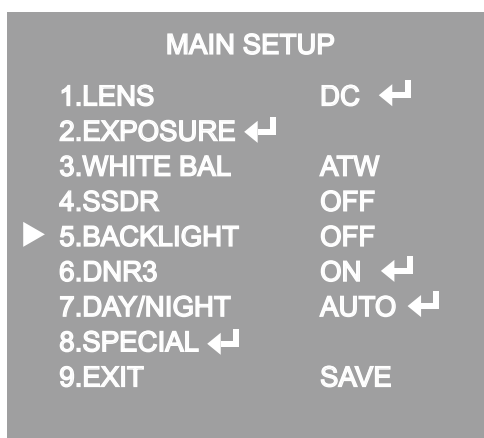 MAIN SETUP
1.LENS DC ↵
2.EXPOSURE ↵
3.WHITE BAL ATW
4.SSDR OFF
▶ 5.BACKLIGHT OFF
6.DNR3 ON ↵
7.DAY/NIGHT AUTO ↵
8.SPECIAL ↵
9.EXIT SAVE